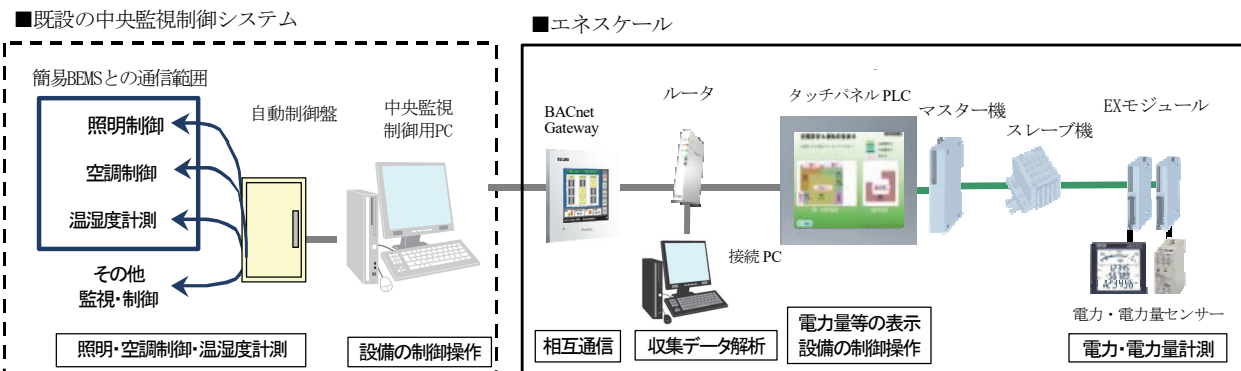 ■既設の中央監視制御システム
簡易BEMSとの通信範囲
照明制御
空調制御
温湿度計測
その他
監視・制御
自動制御盤
中央監視
制御用PC
照明・空調制御・温湿度計測
設備の制御操作
■エネスケール
BACnet
Gateway
ルータ
タッチパネル PLC
マスター機
スレーブ機
EXモジュール
接続 PC
電力・電力量センサー
相互通信
収集データ解析
電力量等の表示
設備の制御操作
電力・電力量計測